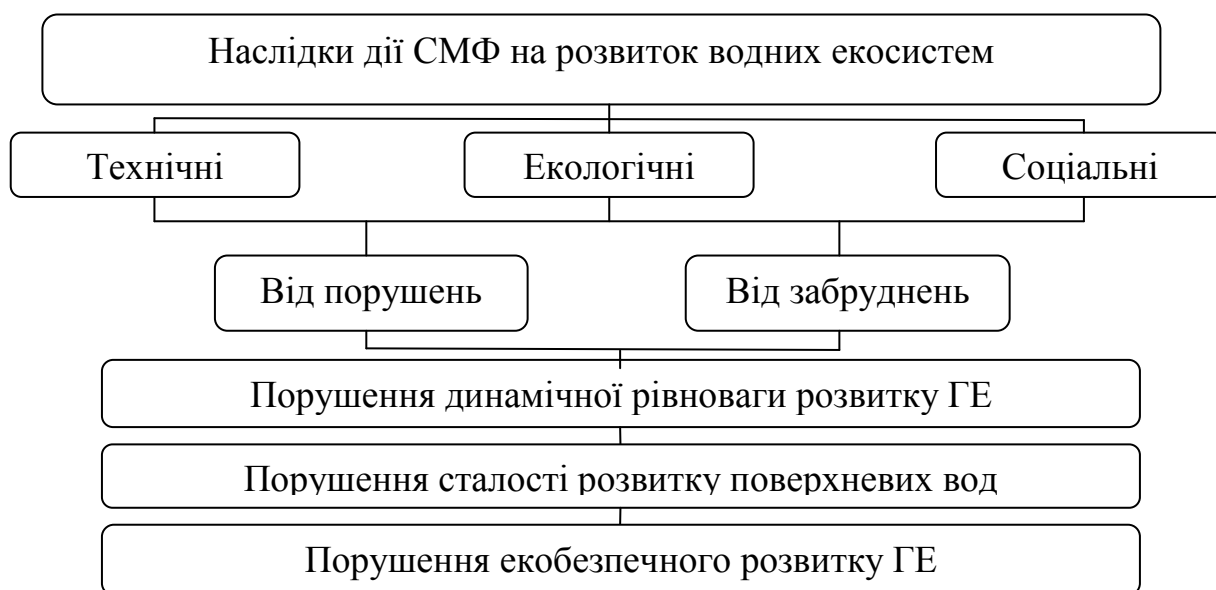 Наслідки дії СМФ на розвиток водних екосистем
Технічні
Екологічні
Соціальні
Від порушень
Від забруднень
Порушення динамічної рівноваги розвитку ГЕ
Порушення сталості розвитку поверхневих вод
Порушення екобезпечного розвитку ГЕ